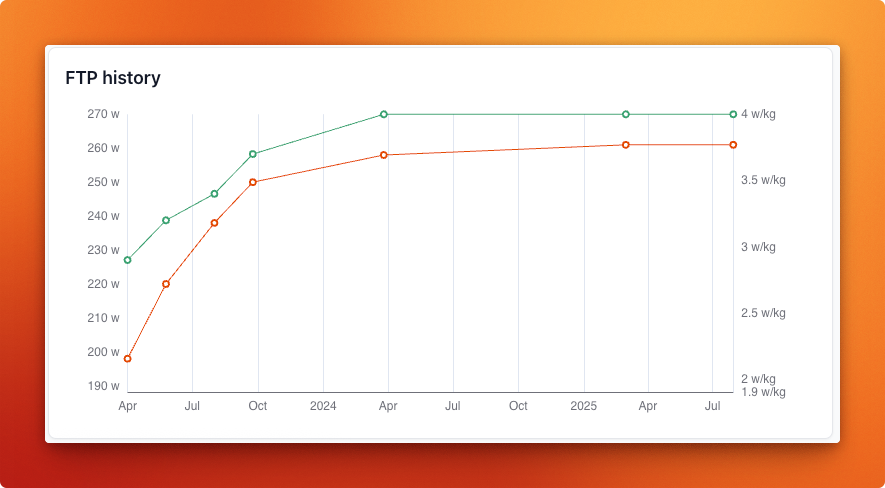 FTP history
270 w
260 w
250 w
240 w
230 w
220 w
210 w
200 w
190 w
4 w/kg
3.5 w/kg
3 w/kg
2.5 w/kg
2 w/kg
1.9 w/kg
Apr Jul Oct 2024 Apr Jul Oct 2025 Apr Jul